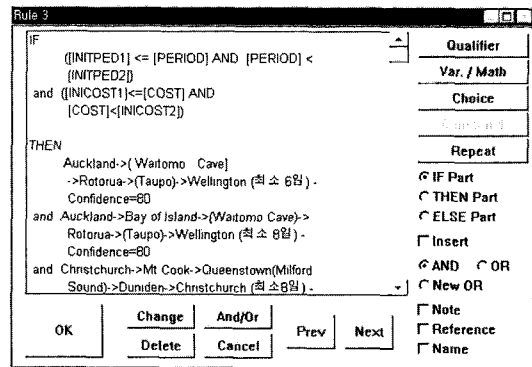 Rule 3
IF
([INITPED1] <= [PERIOD] AND [PERIOD] <
[INITPED2])
and ([INICOST1]<=[COST] AND
[COST]<[INICOST2])
THEN
Auckland->( Waitomo Cave]
->Rotorua->(Taupo)->Wellington (최소 6일) -
Confidence=80
and Auckland->Bay of Island->(Waitomo Cave)->
Rotorua->(Taupo)->Wellington (최소 8일) -
Confidence=80
and Christchurch->Mt Cook->Queenstown(Milford
Sound)->Duniden->Christchurch (최소8일) -
Qualifier
Var. / Math
Choice
Repeat
IF Part
THEN Part
ELSE Part
Insert
AND OR
New OR
Note
Reference
Name
OK
Change
And/Or
Delete
Cancel
Prev
Next